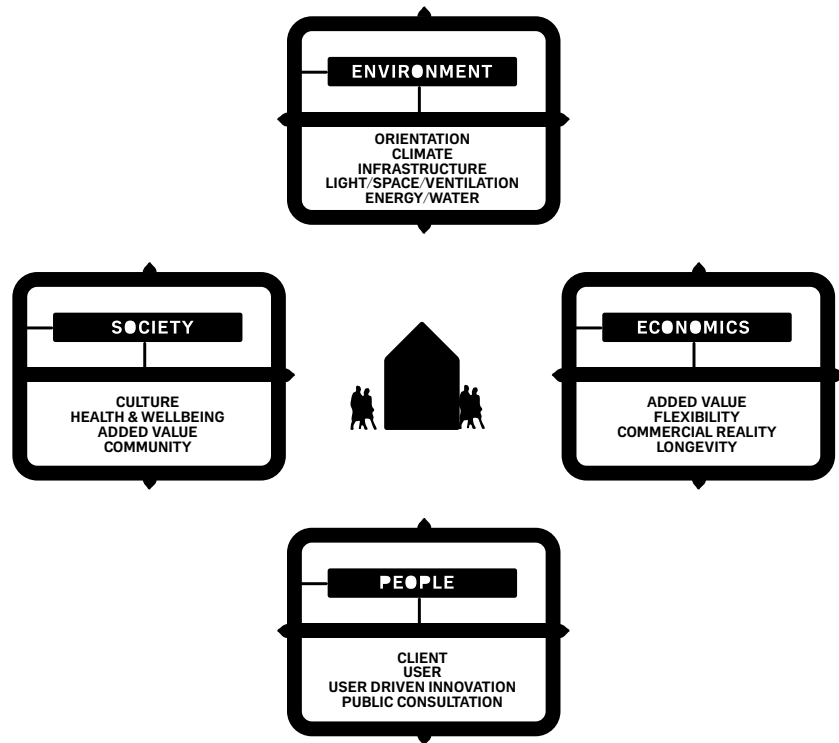 ENVIRONMENT
ORIENTATION
CLIMATE
INFRASTRUCTURE
LIGHT/SPACE/VENTILATION
ENERGY/WATER
SOCIETY
CULTURE
HEALTH & WELLBEING
ADDED VALUE
COMMUNITY
ECONOMICS
ADDED VALUE
FLEXIBILITY
COMMERCIAL REALITY
LONGEVITY
PEOPLE
CLIENT
USER
USER DRIVEN INNOVATION
PUBLIC CONSULTATION